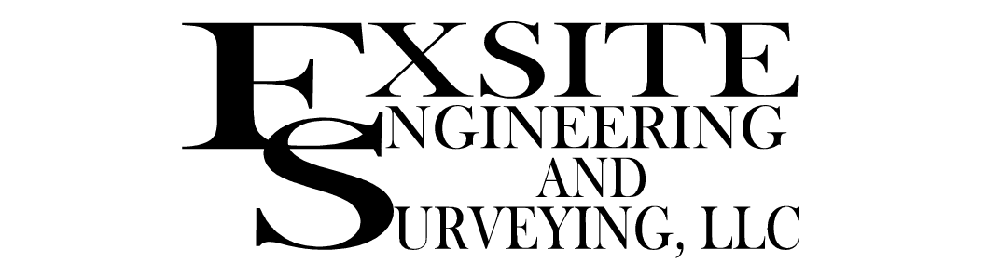 EXSITE
ENGINEERING
AND
SURVEYING, LLC